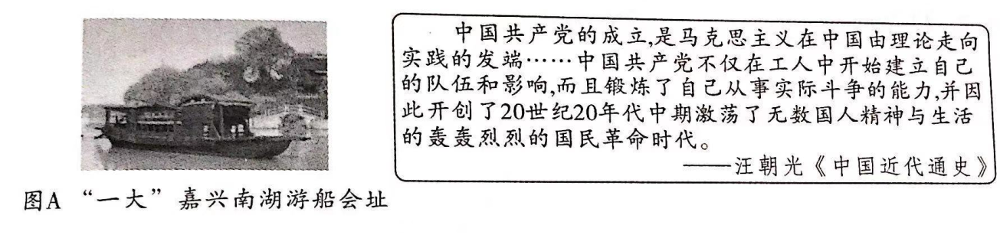 中国共产党的成立,是马克思主义在中国由理论走向
实践的发端……中国共产党不仅在工人中开始建立自己
的队伍和影响,而且锻炼了自己从事实际斗争的能力,并因
此开创了20世纪20年代中期激荡了无数国人精神与生活
的轰轰烈烈的国民革命时代。
——汪朝光《中国近代通史》
图A “一大”嘉兴南湖游船会址